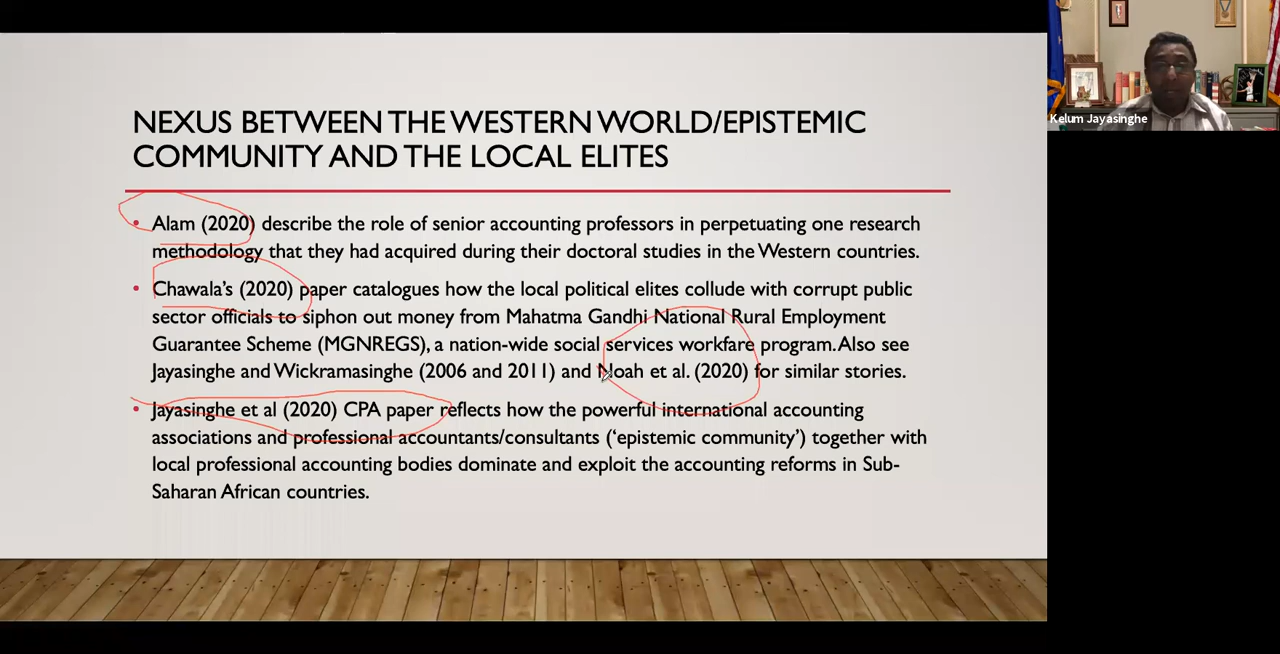 NEXUS BETWEEN THE WESTERN WORLD/EPISTEMIC
COMMUNITY AND THE LOCAL ELITES
• Alam (2020) describe the role of senior accounting professors in perpetuating one research
methodology that they had acquired during their doctoral studies in the Western countries.
• Chawala's (2020) paper catalogues how the local political elites collude with corrupt public
sector officials to siphon out money from Mahatma Gandhi National Rural Employment
Guarantee Scheme (MGNREGS), a nation-wide social services workfare program. Also see
Jayasinghe and Wickramasinghe (2006 and 2011) and Noah et al. (2020) for similar stories.
• Jayasinghe et al (2020) CPA paper reflects how the powerful international accounting
associations and professional accountants/consultants ('epistemic community') together with
local professional accounting bodies dominate and exploit the accounting reforms in Sub-
Saharan African countries.
Kelum Jayasinghe